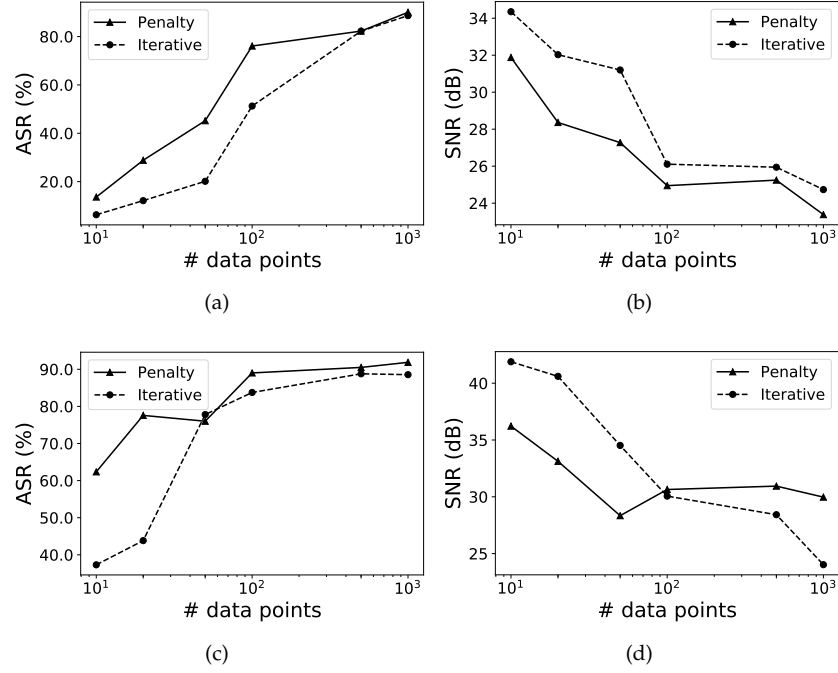 ASR (%)
80.0
60.0
40.0
20.0
Penalty
Iterative
10^1 10^2 10^3
# data points
(a)
SNR (dB)
34
32
30
28
26
24
Penalty
Iterative
10^1 10^2 10^3
# data points
(b)
ASR (%)
90.0
80.0
70.0
60.0
50.0
40.0
Penalty
Iterative
10^1 10^2 10^3
# data points
(c)
SNR (dB)
40
35
30
25
Penalty
Iterative
10^1 10^2 10^3
# data points
(d)